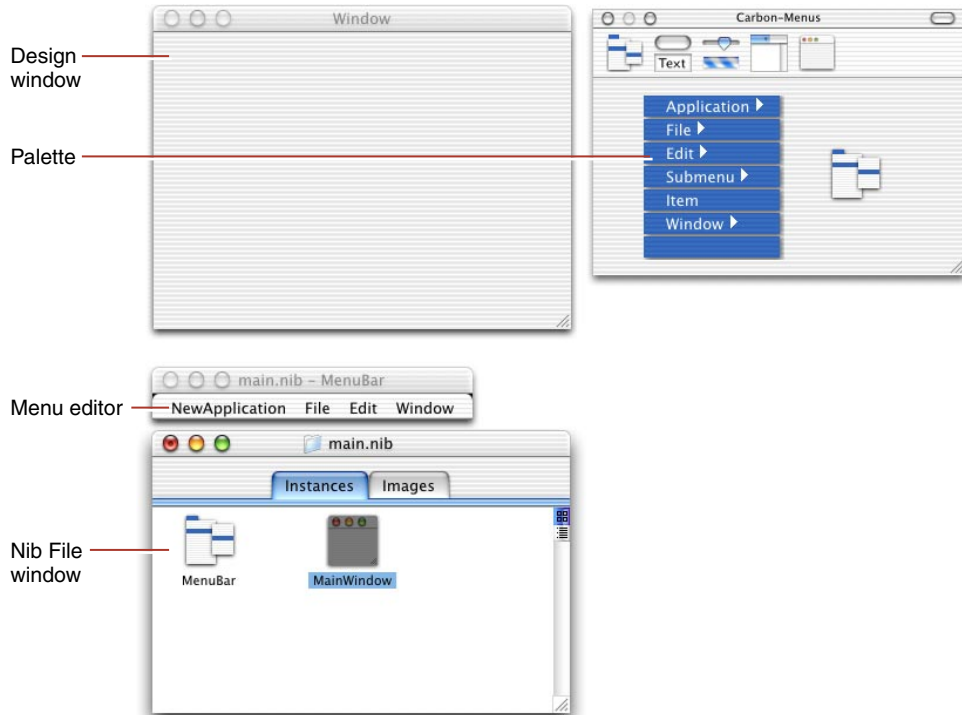 Window
Design
window
Palette
Carbon-Menus
Text
Application
File
Edit
Submenu
Item
Window
main.nib – MenuBar
Menu editor
NewApplication File Edit Window
main.nib
Instances Images
Nib File
window
MenuBar
MainWindow